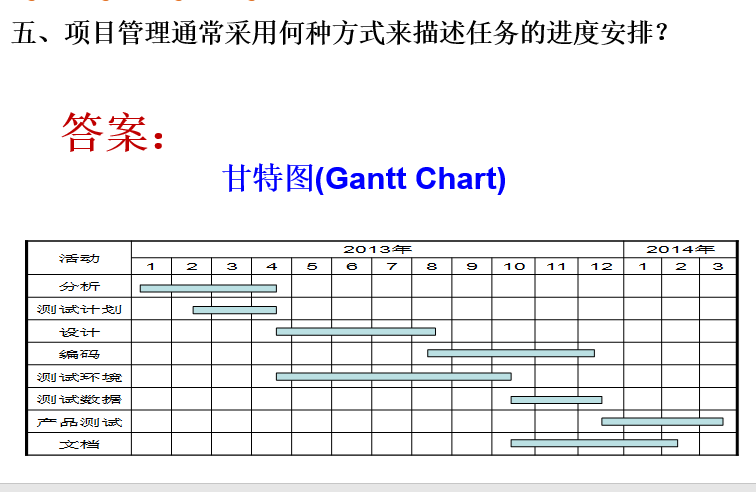 五、项目管理通常采用何种方式来描述任务的进度安排？
答案：
甘特图(Gantt Chart)
活动 2013年 2014年
1 2 3 4 5 6 7 8 9 10 11 12 1 2 3
分析
测试计划
设计
编码
测试环境
测试数据
产品测试
文档